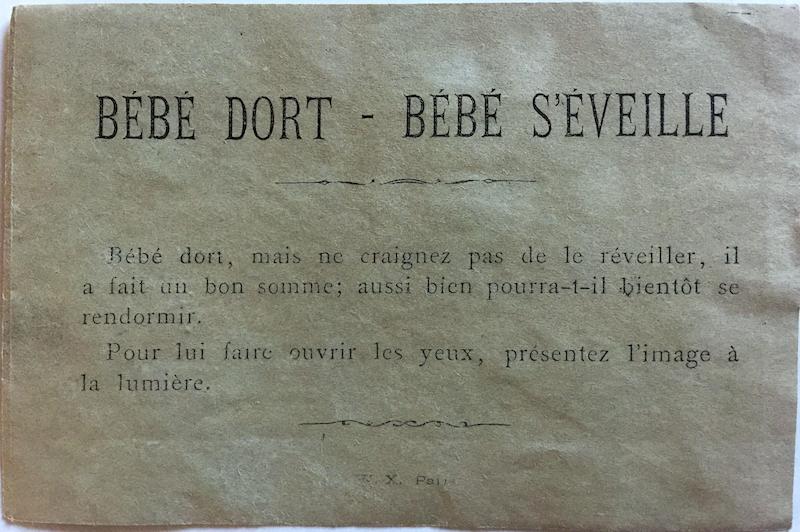 BÉBÉ DORT - BÉBÉ S'ÉVEILLE
Bébé dort, mais ne craignez pas de le réveiller, il
a fait un bon somme; aussi bien pourra-t-il bientôt se
rendormir.
Pour lui faire ouvrir les yeux, présentez l'image à
la lumière.
X. Paris